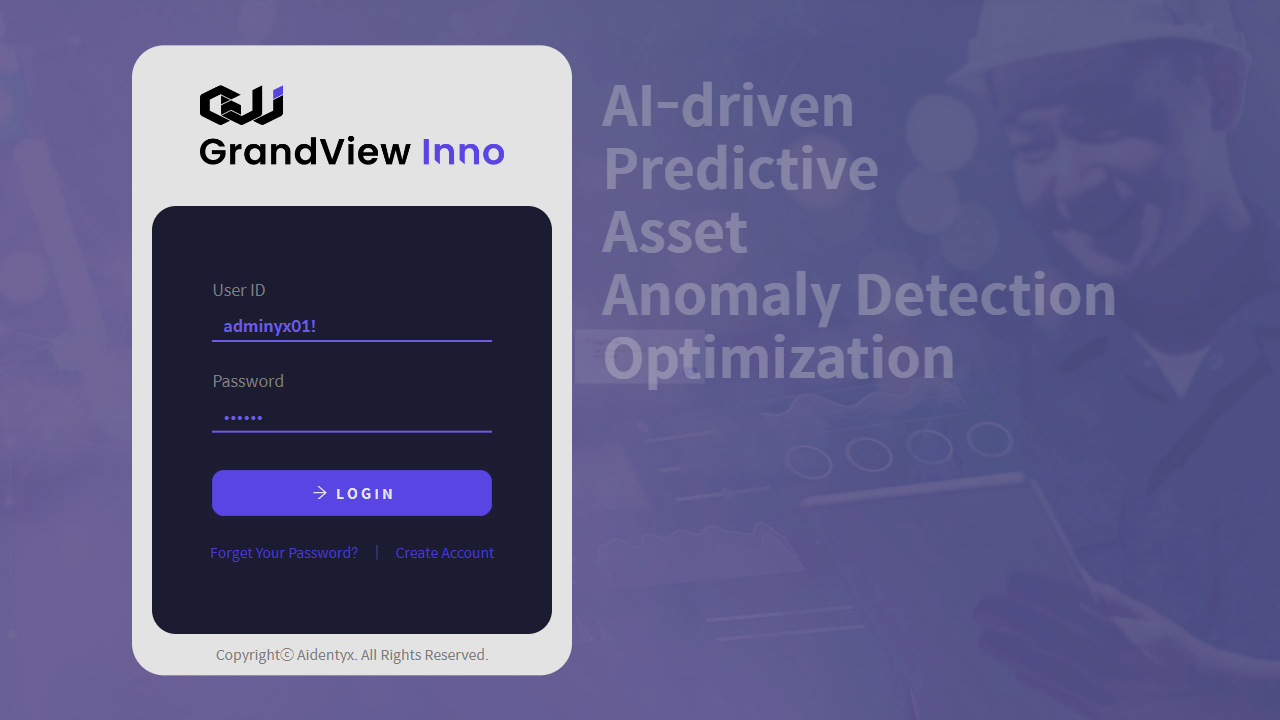 GrandView Inno
User ID
adminyx01!
Password
••••••
LOGIN
Forget Your Password? | Create Account
Copyrightⓒ Aidentyx. All Rights Reserved.
AI-driven
Predictive
Asset
Anomaly Detection
Optimization